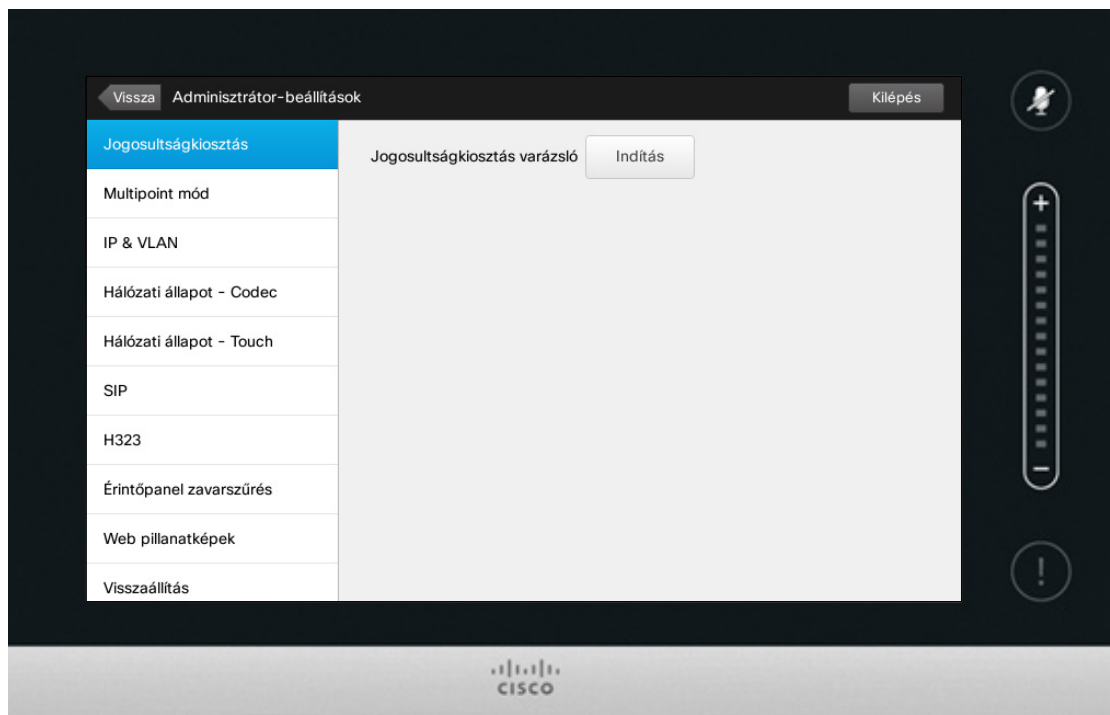 Vissza Adminisztrátor-beállítások Kilépés
Jogosultságkiosztás
Jogosultságkiosztás varázsló Indítás
Multipoint mód
IP & VLAN
Hálózati állapot - Codec
Hálózati állapot - Touch
SIP
H323
Érintőpanel zavarszűrés
Web pillanatképek
Visszaállítás
+
−
!
CISCO